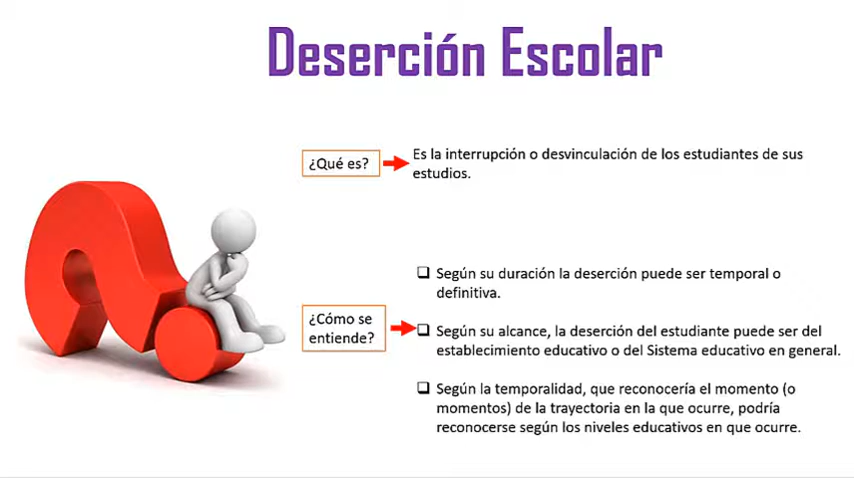 Deserción Escolar
¿Qué es?
Es la interrupción o desvinculación de los estudiantes de sus
estudios.
¿Cómo se
entiende?
Según su duración la deserción puede ser temporal o
definitiva.
Según su alcance, la deserción del estudiante puede ser del
establecimiento educativo o del Sistema educativo en general.
Según la temporalidad, que reconocería el momento (o
momentos) de la trayectoria en la que ocurre, podría
reconocerse según los niveles educativos en que ocurre.